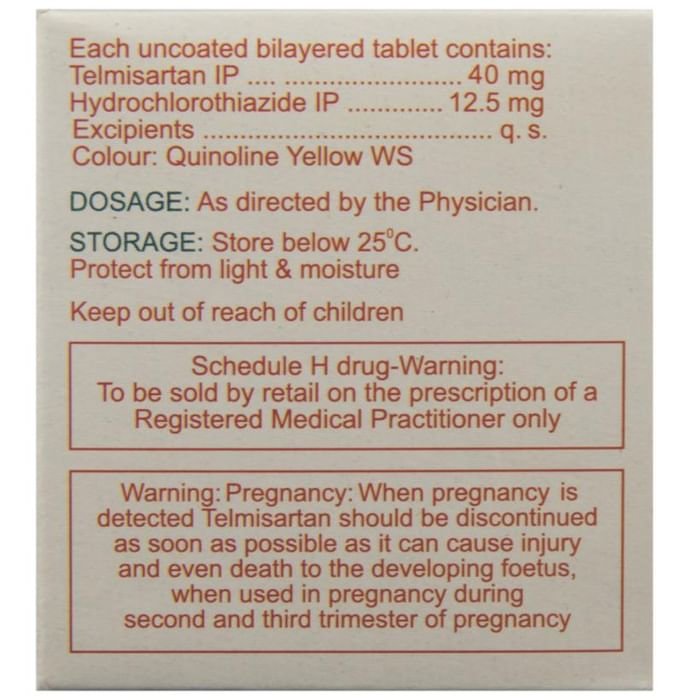 Each uncoated bilayered tablet contains:
Telmisartan IP .... ........................ 40 mg
Hydrochlorothiazide IP ............. 12.5 mg
Excipients ....................................... q. s.
Colour: Quinoline Yellow WS
DOSAGE: As directed by the Physician.
STORAGE: Store below 25⁰C.
Protect from light & moisture
Keep out of reach of children
Schedule H drug-Warning:
To be sold by retail on the prescription of a
Registered Medical Practitioner only
Warning: Pregnancy: When pregnancy is
detected Telmisartan should be discontinued
as soon as possible as it can cause injury
and even death to the developing foetus,
when used in pregnancy during
second and third trimester of pregnancy